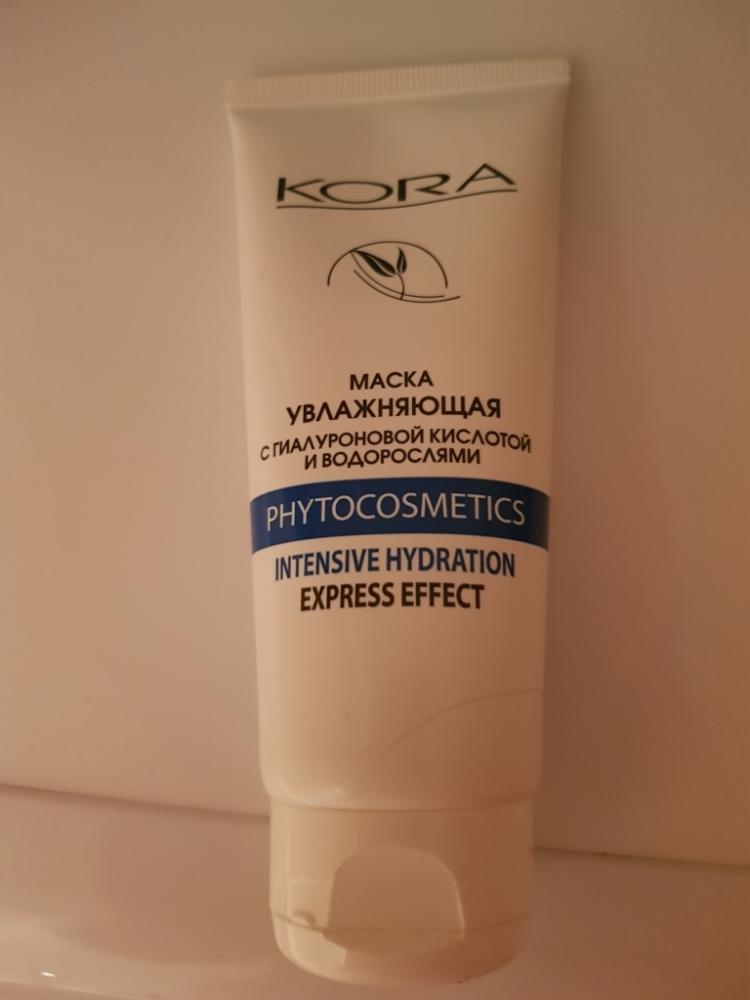 KORA
МАСКА
УВЛАЖНЯЮЩАЯ
С ГИАЛУРОНОВОЙ КИСЛОТОЙ
И ВОДОРОСЛЯМИ
PHYTOCOSMETICS
INTENSIVE HYDRATION
EXPRESS EFFECT